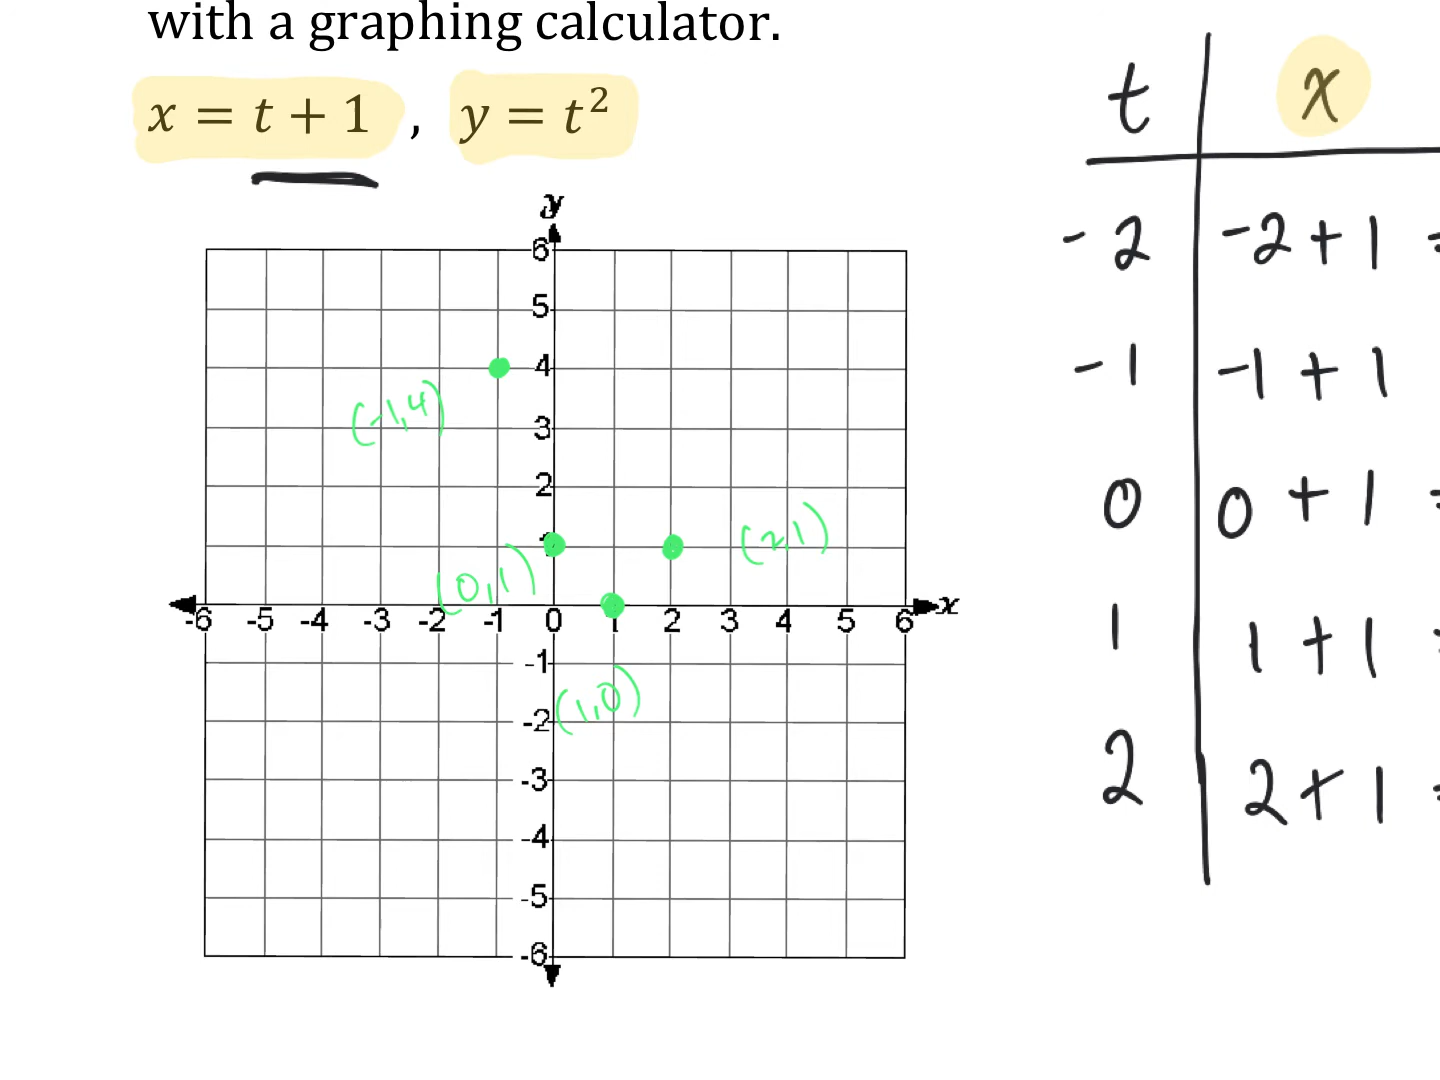 with a graphing calculator.
x = t + 1 , y = t²
t x
-2 -2 + 1 =
-1 -1 + 1
0 0 + 1 =
1 1 + 1 =
2 2 + 1 =
y
6
5
4
(-1,4)
3
2
(2,1)
(0,1)
-6 -5 -4 -3 -2 -1 0 1 2 3 4 5 6 x
-1
(1,0)
-2
-3
-4
-5
-6